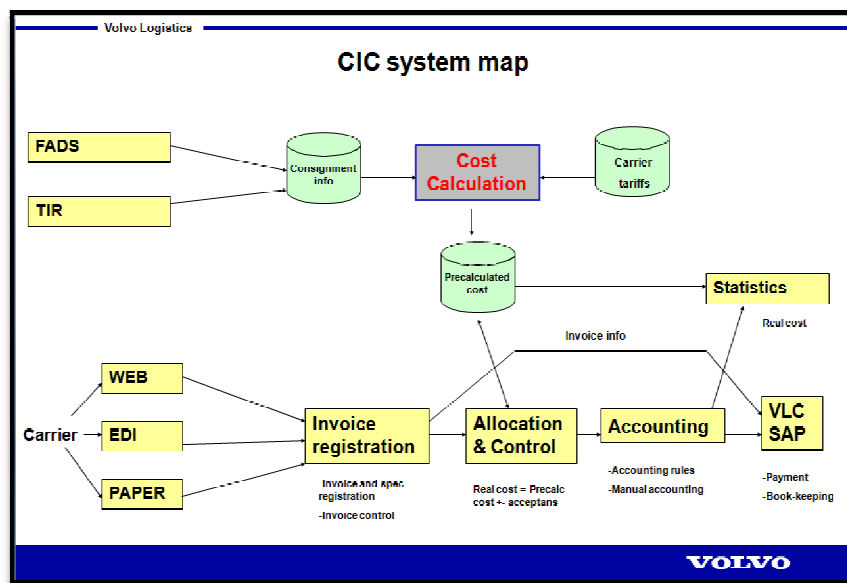 Volvo Logistics
CIC system map
FADS
TIR
Consignment
info
Cost
Calculation
Carrier
tariffs
Precalculated
cost
Statistics
Real cost
Invoice info
Carrier
WEB
EDI
PAPER
Invoice
registration
-Invoice and spec
registration
-Invoice control
Allocation
& Control
Real cost = Precalc
cost +- acceptans
Accounting
-Accounting rules
-Manual accounting
VLC
SAP
-Payment
-Book-keeping
VOLVO